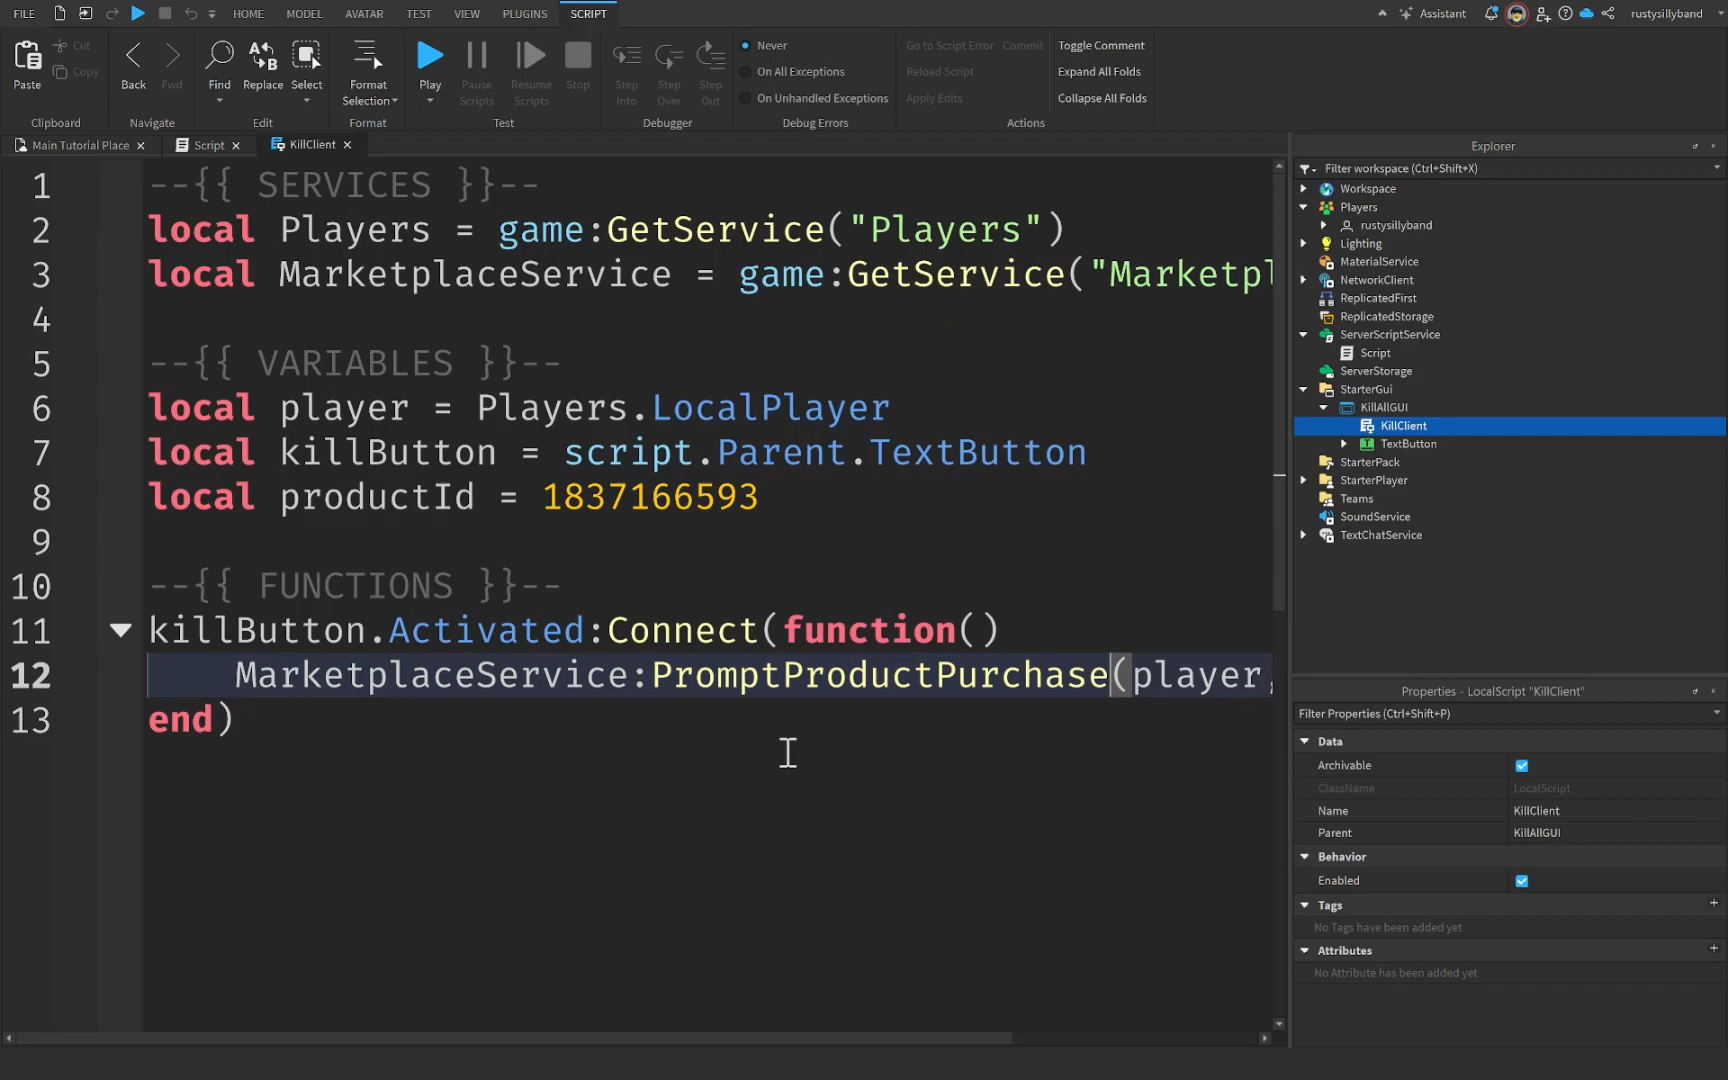 FILE HOME MODEL AVATAR TEST VIEW PLUGINS SCRIPT Assistant rustysillyband
Paste Cut Copy
Back Fwd
Find Replace Select
Format Selection
Play Pause Scripts Resume Scripts Stop
Step Into Step Over Step Out
Never
On All Exceptions
On Unhandled Exceptions
Go to Script Error Commit
Reload Script
Apply Edits
Toggle Comment
Expand All Folds
Collapse All Folds
Clipboard Navigate Edit Format Test Debugger Debug Errors Actions
Main Tutorial Place Script KillClient
1 --{{ SERVICES }}--
2 local Players = game:GetService("Players")
3 local MarketplaceService = game:GetService("Marketpl
4
5 --{{ VARIABLES }}--
6 local player = Players.LocalPlayer
7 local killButton = script.Parent.TextButton
8 local productId = 1837166593
9
10 --{{ FUNCTIONS }}--
11 killButton.Activated:Connect(function()
12 MarketplaceService:PromptProductPurchase(player,
13 end)
Explorer
Filter workspace (Ctrl+Shift+X)
Workspace
Players
rustysillyband
Lighting
MaterialService
NetworkClient
ReplicatedFirst
ReplicatedStorage
ServerScriptService
Script
ServerStorage
StarterGui
KillAllGUI
KillClient
TextButton
StarterPack
StarterPlayer
Teams
SoundService
TextChatService
Properties - LocalScript "KillClient"
Filter Properties (Ctrl+Shift+P)
Data
Archivable
ClassName LocalScript
Name KillClient
Parent KillAllGUI
Behavior
Enabled
Tags
No Tags have been added yet
Attributes
No Attribute has been added yet